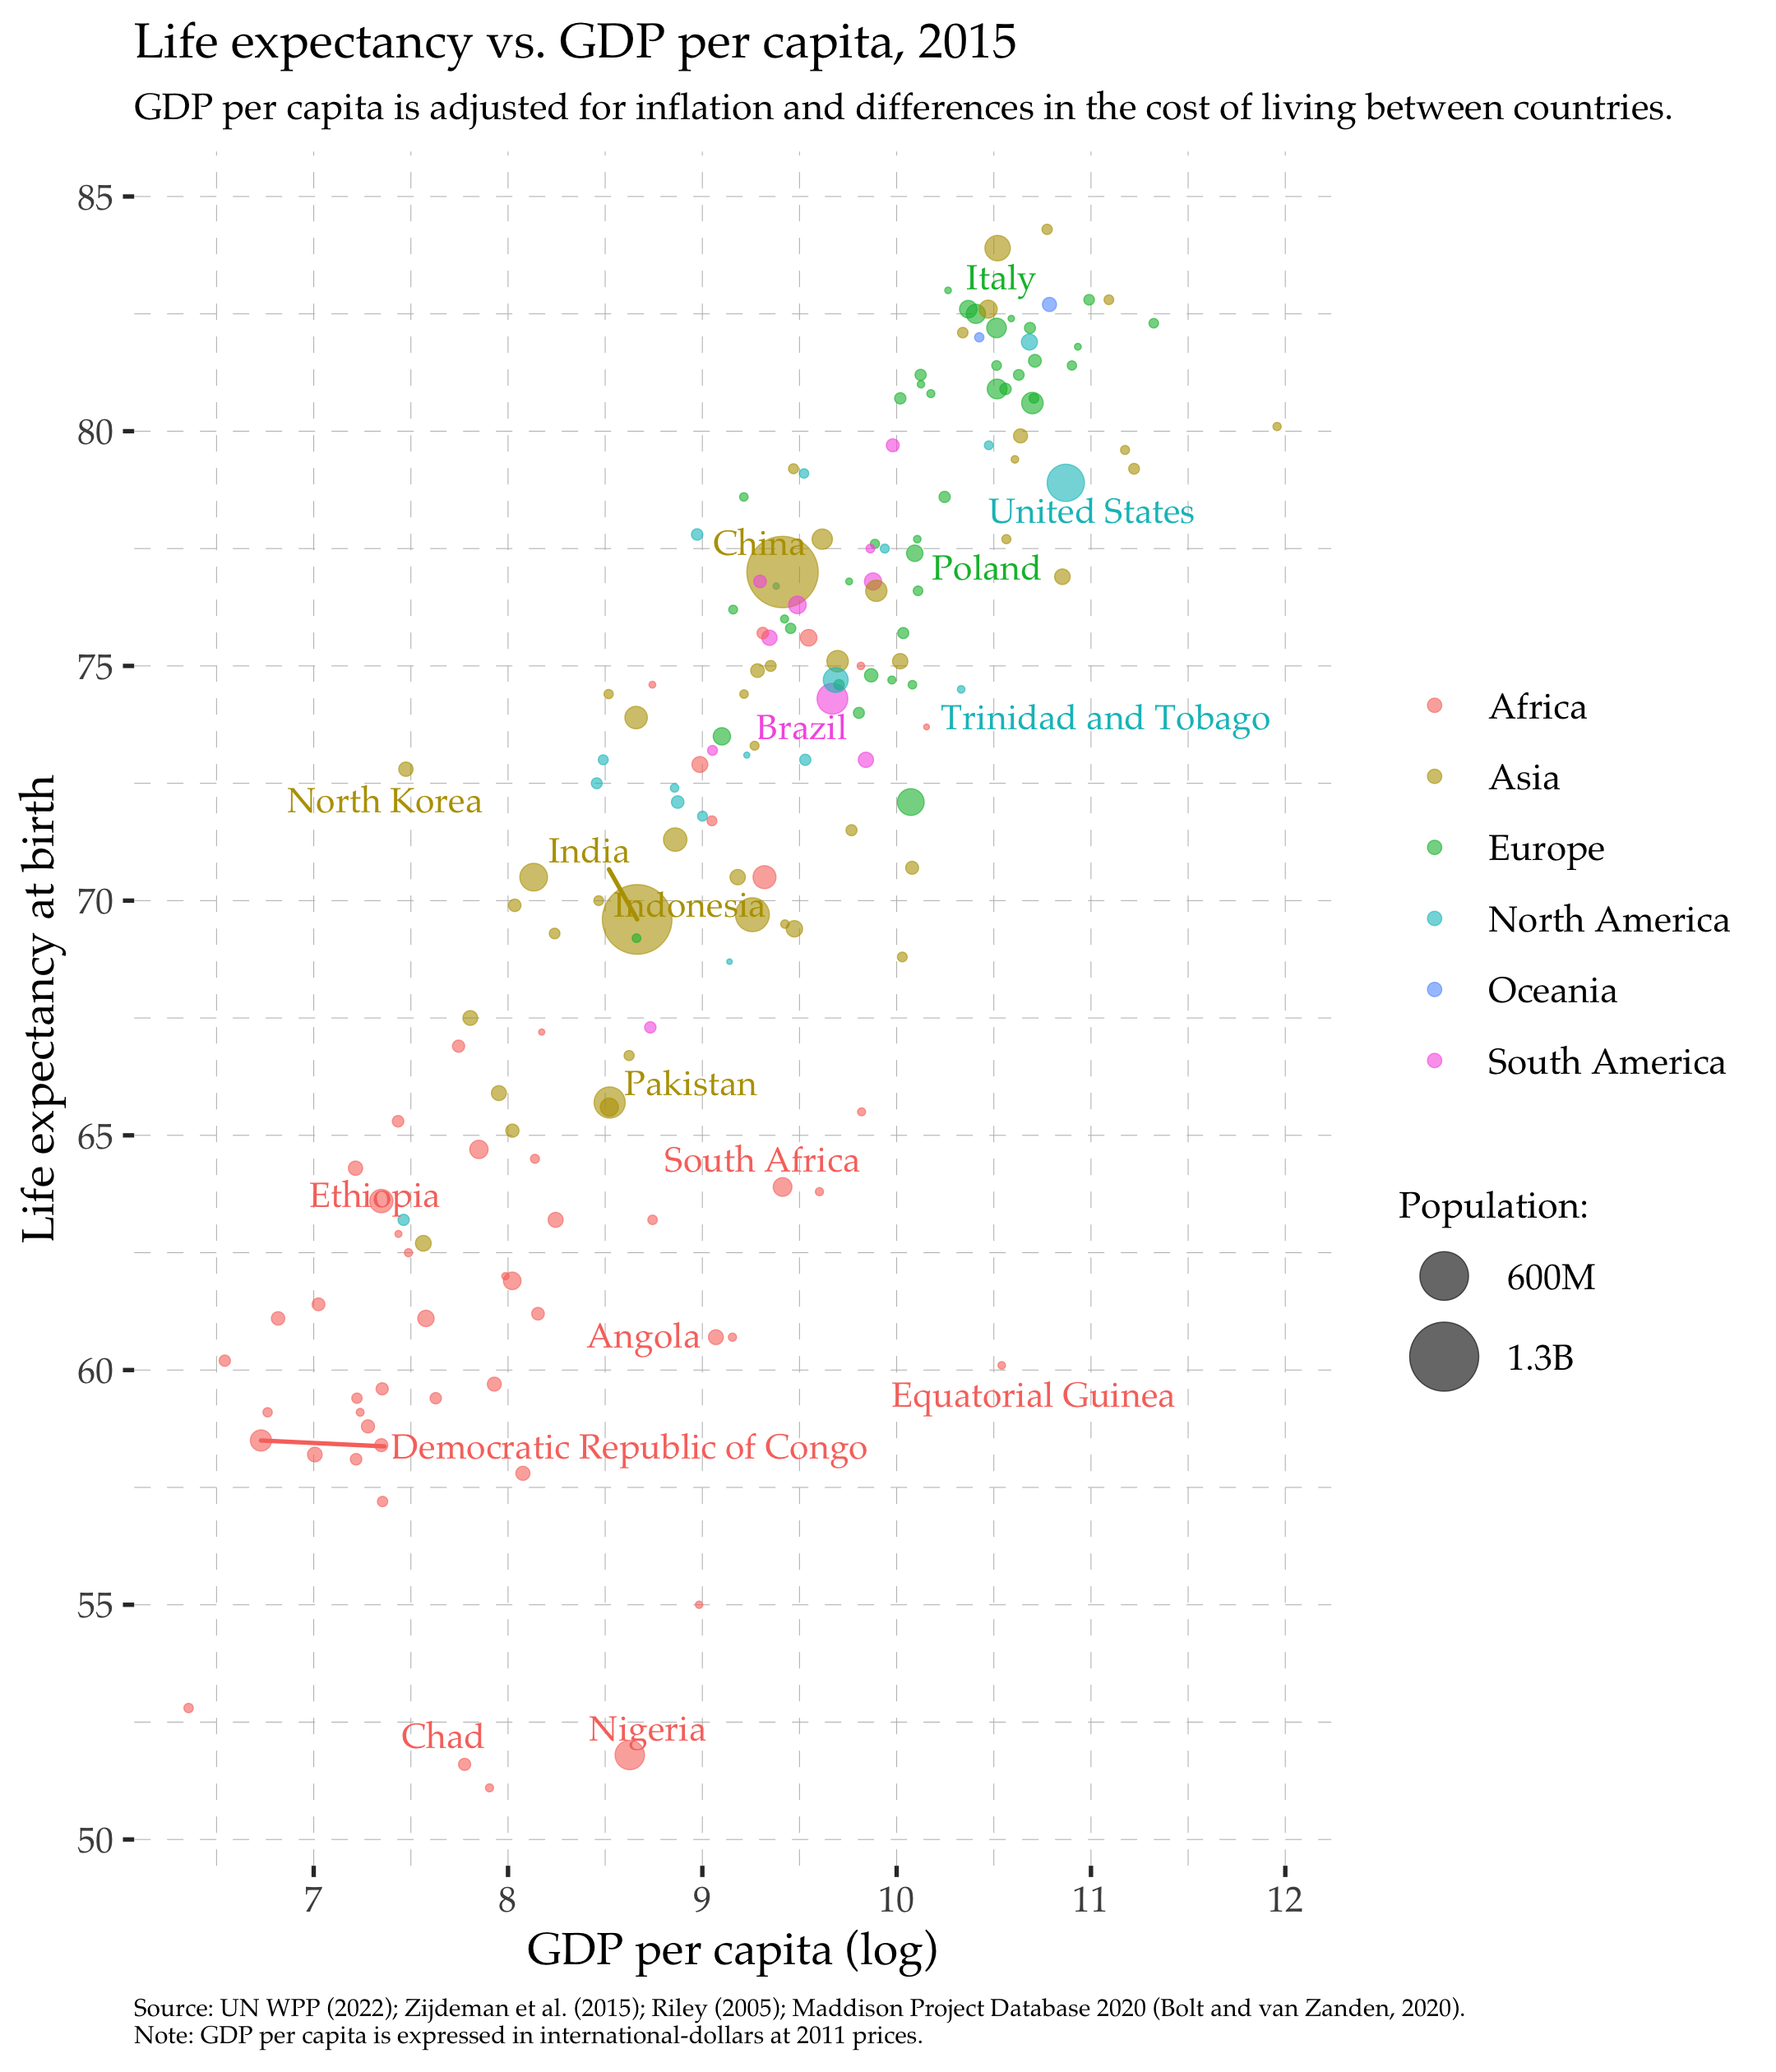 Life expectancy vs. GDP per capita, 2015
GDP per capita is adjusted for inflation and differences in the cost of living between countries.
Life expectancy at birth
85
80
75
70
65
60
55
50
Italy
United States
China
Poland
Trinidad and Tobago
Brazil
North Korea
India
Indonesia
Pakistan
South Africa
Ethiopia
Angola
Equatorial Guinea
Democratic Republic of Congo
Nigeria
Chad
7 8 9 10 11 12
GDP per capita (log)
Africa
Asia
Europe
North America
Oceania
South America
Population:
600M
1.3B
Source: UN WPP (2022); Zijdeman et al. (2015); Riley (2005); Maddison Project Database 2020 (Bolt and van Zanden, 2020).
Note: GDP per capita is expressed in international-dollars at 2011 prices.